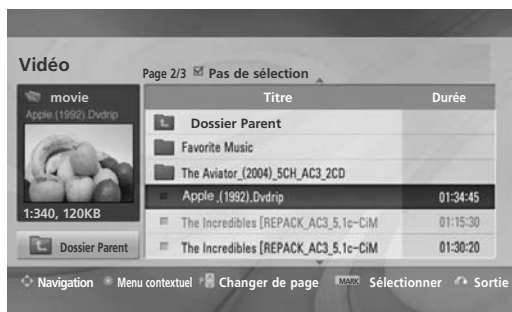 Vidéo
Page 2/3 Pas de sélection
movie
Apple.(1992).Dvdrip
1:340, 120KB
Dossier Parent
Titre Durée
Dossier Parent
Favorite Music
The Aviator_(2004)_5CH_AC3_2CD
Apple .(1992).Dvdrip 01:34:45
The Incredibles [REPACK_AC3_5,1c-CiM 01:15:30
The Incredibles [REPACK_AC3_5,1c-CiM 01:30:20
Navigation Menu contextuel P Changer de page MARK Sélectionner Sortie